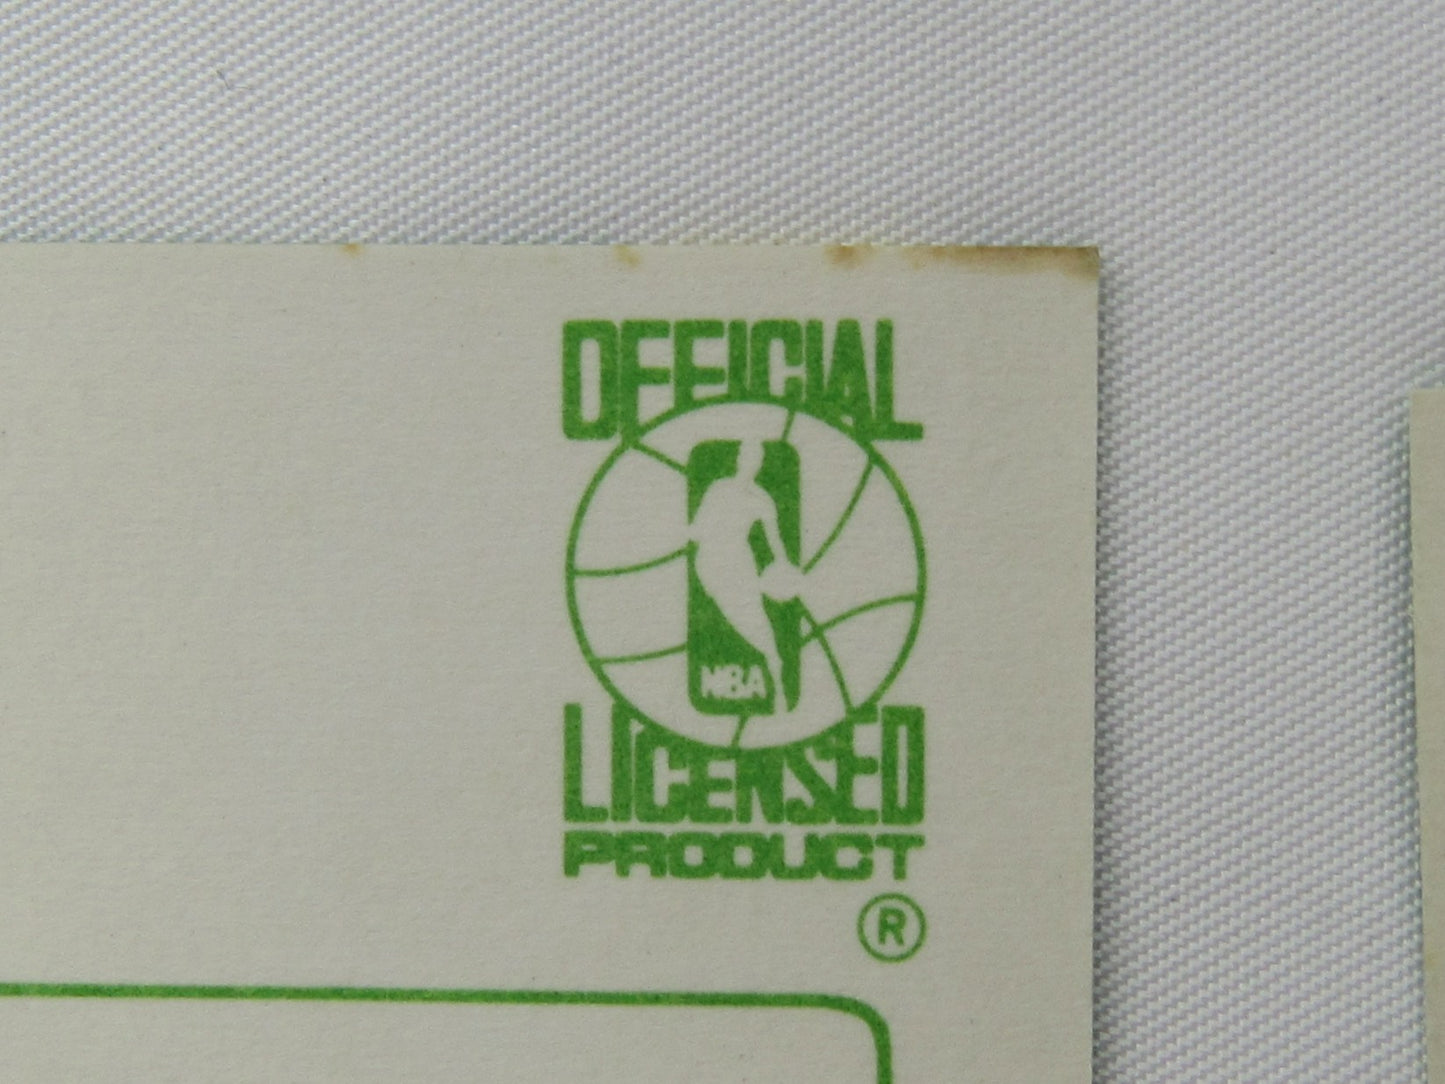 OFFICIAL
NBA
LICENSED
PRODUCT
®